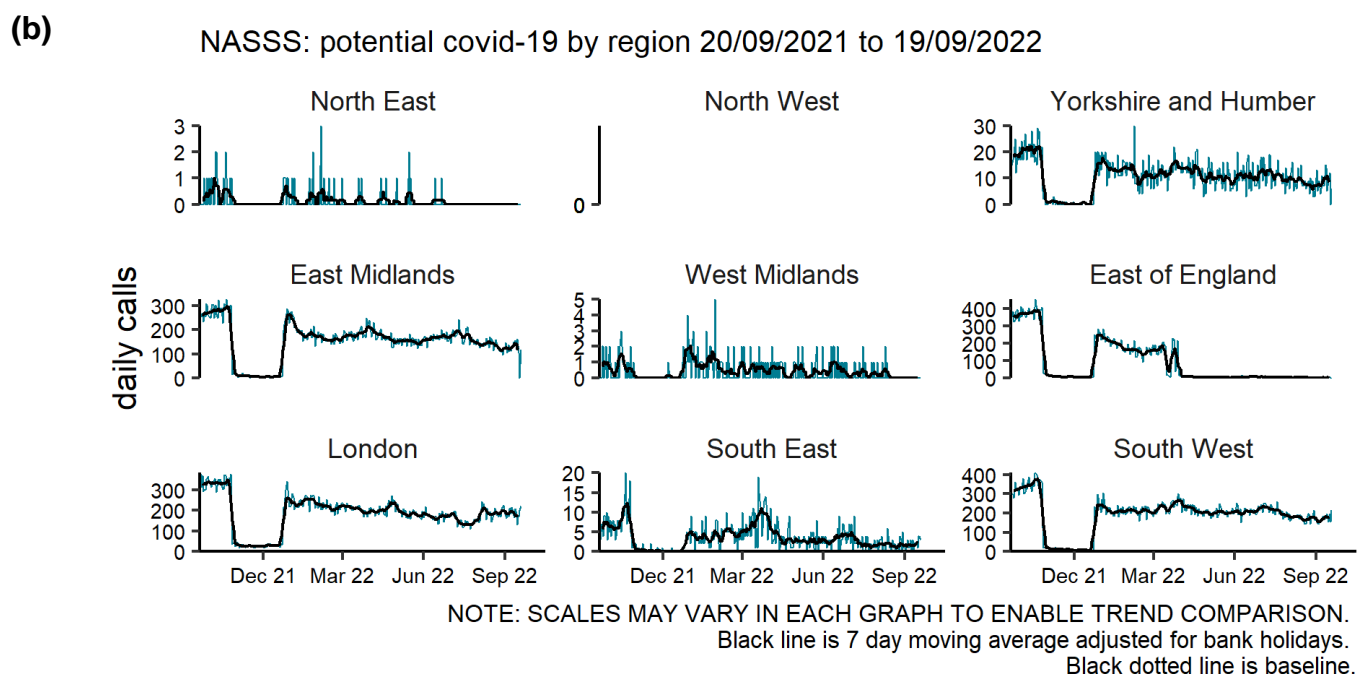 (b)
NASSS: potential covid-19 by region 20/09/2021 to 19/09/2022
North East
North West
Yorkshire and Humber
3
2
1
0
0
30
20
10
0
daily calls
East Midlands
West Midlands
East of England
300
200
100
0
5
4
3
2
1
0
400
300
200
100
0
London
South East
South West
300
200
100
0
20
15
10
5
0
400
300
200
100
0
Dec 21 Mar 22 Jun 22 Sep 22
Dec 21 Mar 22 Jun 22 Sep 22
Dec 21 Mar 22 Jun 22 Sep 22
NOTE: SCALES MAY VARY IN EACH GRAPH TO ENABLE TREND COMPARISON.
Black line is 7 day moving average adjusted for bank holidays.
Black dotted line is baseline.